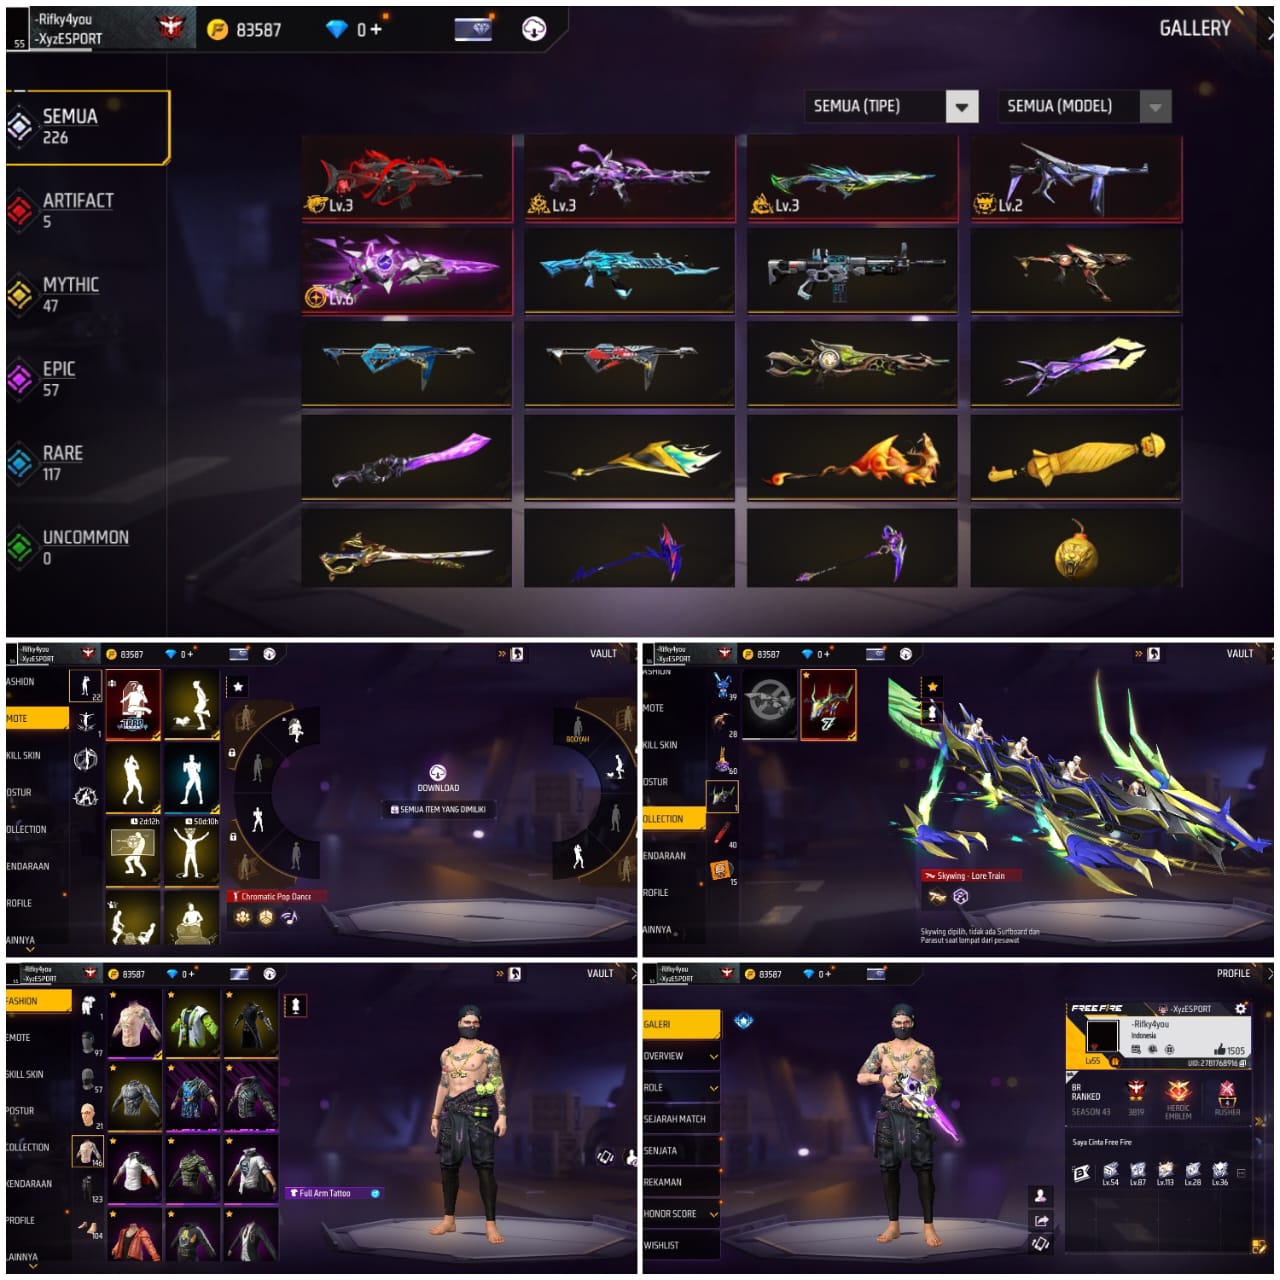 55
-Rifky4you
-XyzESPORT
83587
0 +
GALLERY
SEMUA
226
ARTIFACT
5
MYTHIC
47
EPIC
57
RARE
117
UNCOMMON
0
SEMUA (TIPE)
SEMUA (MODEL)
Lv.3
Lv.3
Lv.3
Lv.2
Lv.6
-Rifky4you
-XyzESPORT
83587
0 +
VAULT
ASHION
MOTE
KILL SKIN
OSTUR
OLLECTION
ENDARAAN
ROFILE
AINNYA
22
1
TRAP
2d:12h
50d:10h
BOOYAH
DOWNLOAD
SEMUA ITEM YANG DIMILIKI
Chromatic Pop Dance
-Rifky4you
-XyzESPORT
83587
0 +
VAULT
ASHION
MOTE
KILL SKIN
OSTUR
OLLECTION
ENDARAAN
ROFILE
AINNYA
39
28
60
1
40
15
Skywing - Lore Train
Skywing dipilih, tidak ada Surfboard dan
Parasut saat lompat dari pesawat
-Rifky4you
-XyzESPORT
83587
0 +
VAULT
FASHION
EMOTE
SKILL SKIN
POSTUR
COLLECTION
KENDARAAN
PROFILE
LAINNYA
1
97
57
21
146
123
104
Full Arm Tattoo
-Rifky4you
-XyzESPORT
83587
0 +
PROFILE
GALERI
OVERVIEW
ROLE
SEJARAH MATCH
SENJATA
REKAMAN
HONOR SCORE
WISHLIST
FREE FIRE
-XyzESPORT
-Rifky4you
Indonesia
1505
Lv55
UID:2781768916
BR
RANKED
SEASON 43
3819
HEROIC
EMBLEM
4
RUSHER
Saya Cinta Free Fire
Lv.54
Lv.87
Lv.113
Lv.28
Lv.36